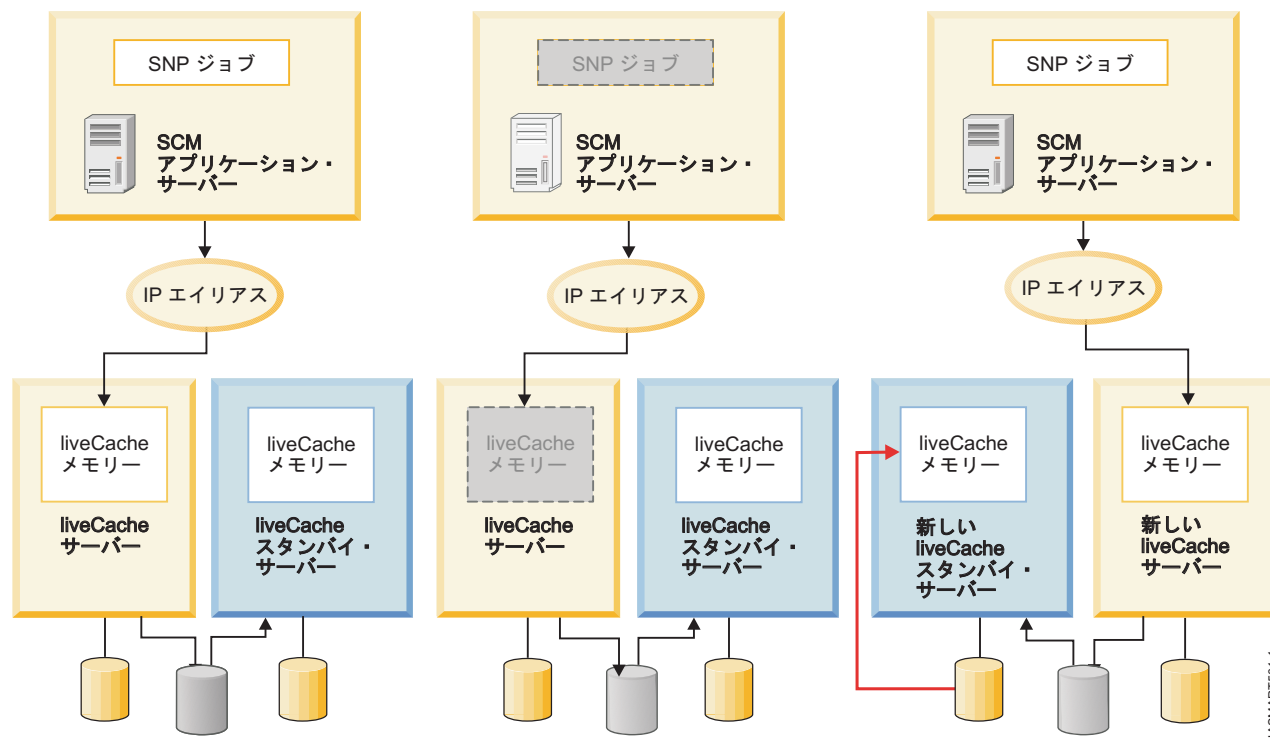 SNP ジョブ
SCM
アプリケーション・
サーバー
IP エイリアス
liveCache
メモリー
liveCache
サーバー
liveCache
メモリー
liveCache
スタンバイ・
サーバー
SNP ジョブ
SCM
アプリケーション・
サーバー
IP エイリアス
liveCache
メモリー
liveCache
サーバー
liveCache
メモリー
liveCache
スタンバイ・
サーバー
SNP ジョブ
SCM
アプリケーション・
サーバー
IP エイリアス
liveCache
メモリー
新しい
liveCache
スタンバイ・
サーバー
liveCache
メモリー
新しい
liveCache
サーバー